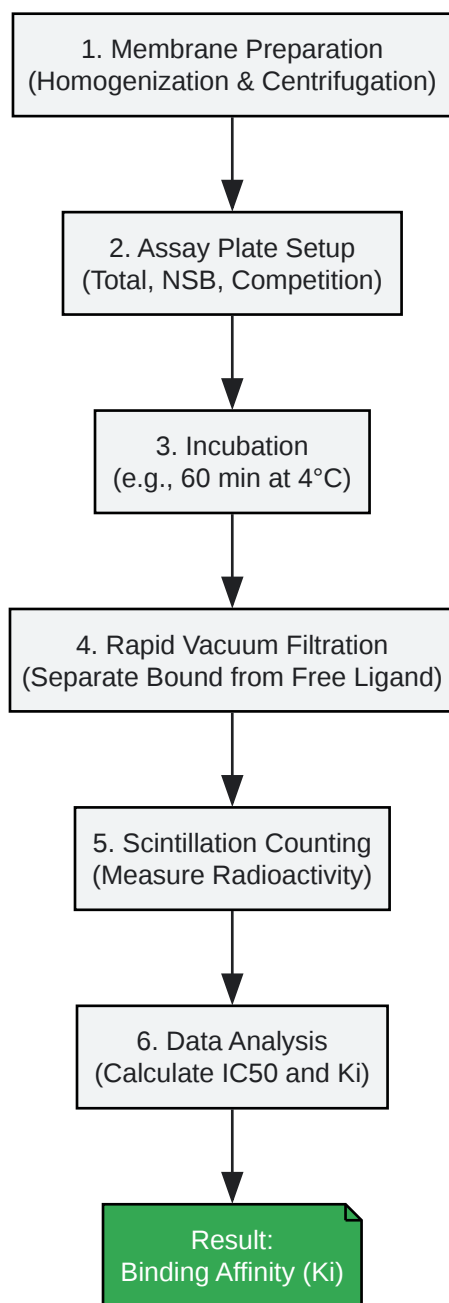 1. Membrane Preparation
(Homogenization & Centrifugation)
2. Assay Plate Setup
(Total, NSB, Competition)
3. Incubation
(e.g., 60 min at 4°C)
4. Rapid Vacuum Filtration
(Separate Bound from Free Ligand)
5. Scintillation Counting
(Measure Radioactivity)
6. Data Analysis
(Calculate IC50 and Ki)
Result:
Binding Affinity (Ki)